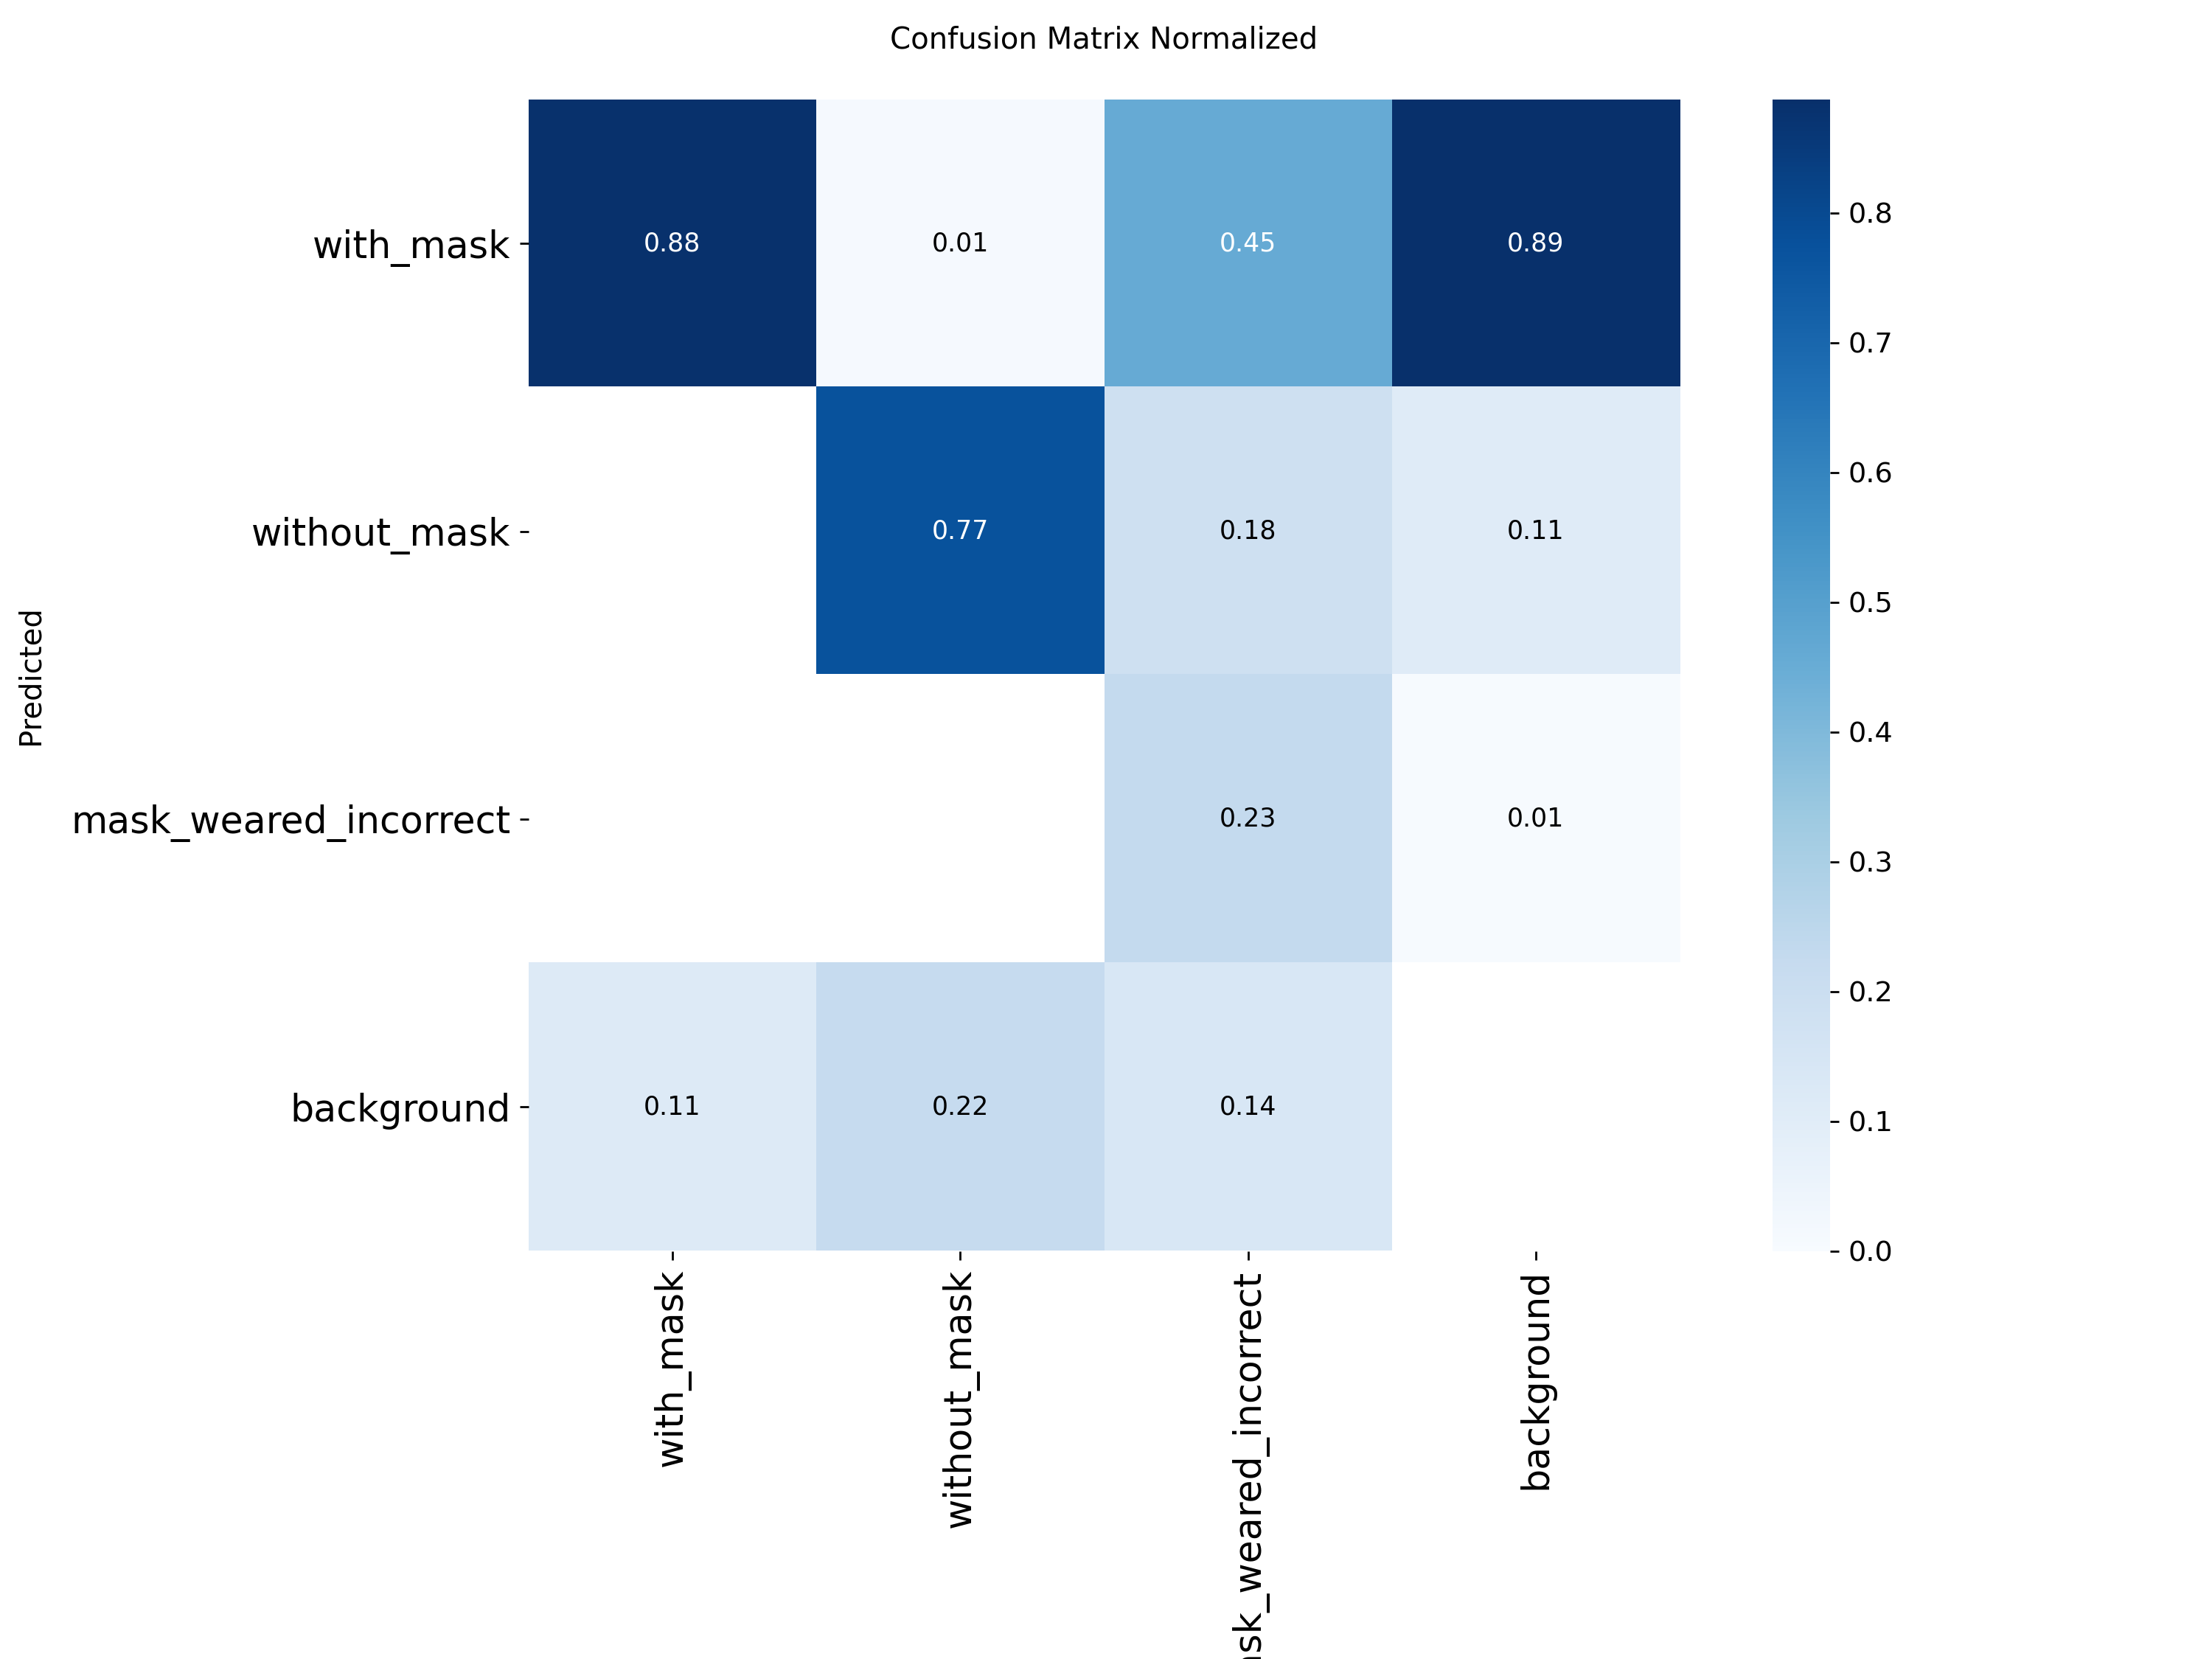 Confusion Matrix Normalized
Predicted
with_mask
0.88 0.01 0.45 0.89
without_mask
0.77 0.18 0.11
mask_weared_incorrect
0.23 0.01
background
0.11 0.22 0.14
with_mask
without_mask
ask_weared_incorrect
background
0.8
0.7
0.6
0.5
0.4
0.3
0.2
0.1
0.0